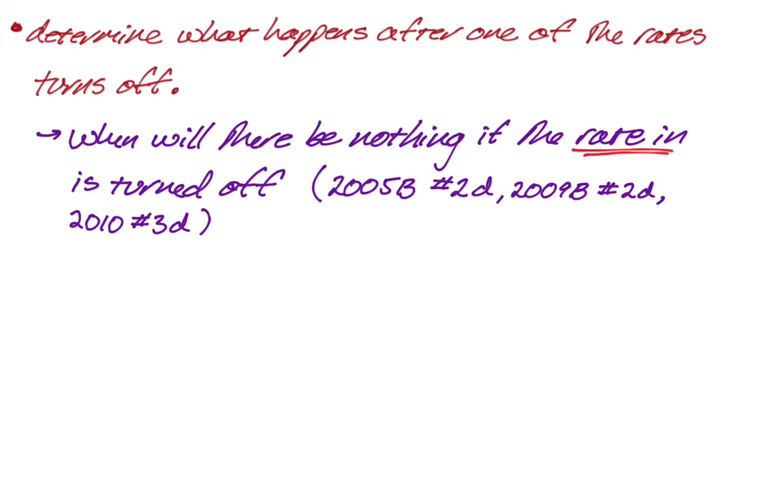 • determine what happens after one of the rates
turns off.
→ When will there be nothing if the rate in
is turned off (2005B #2d, 2009B #2d,
2010 #3d)